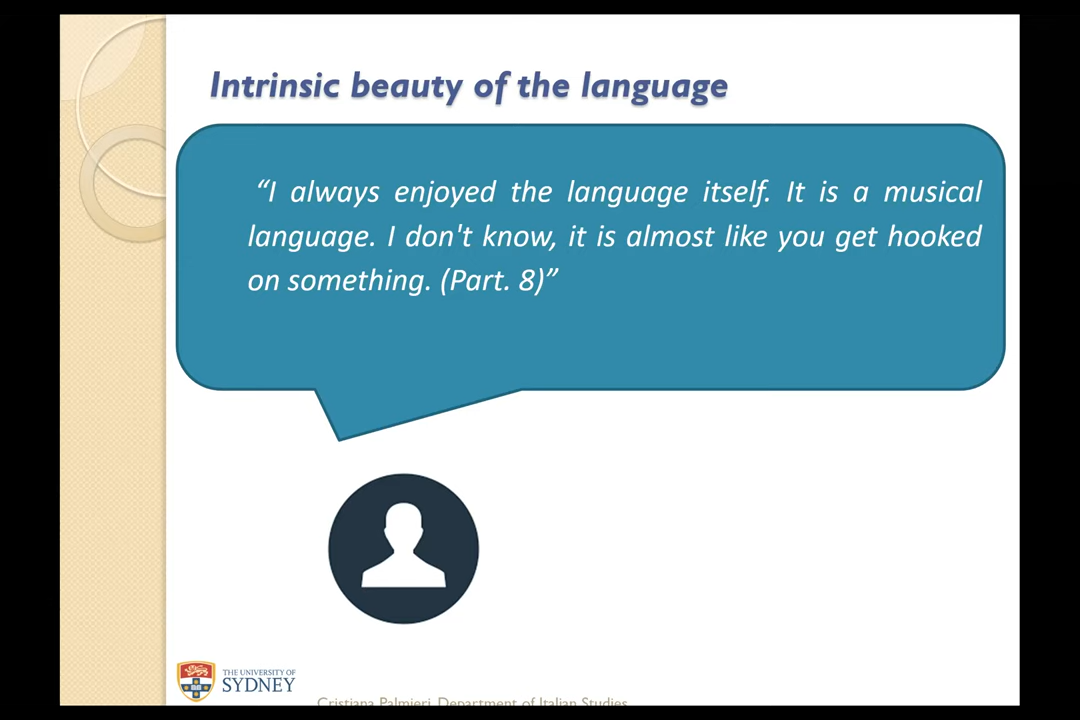 Intrinsic beauty of the language
“I always enjoyed the language itself. It is a musical
language. I don't know, it is almost like you get hooked
on something. (Part. 8)”
THE UNIVERSITY OF
SYDNEY
Cristiana Palmieri, Department of Italian Studies